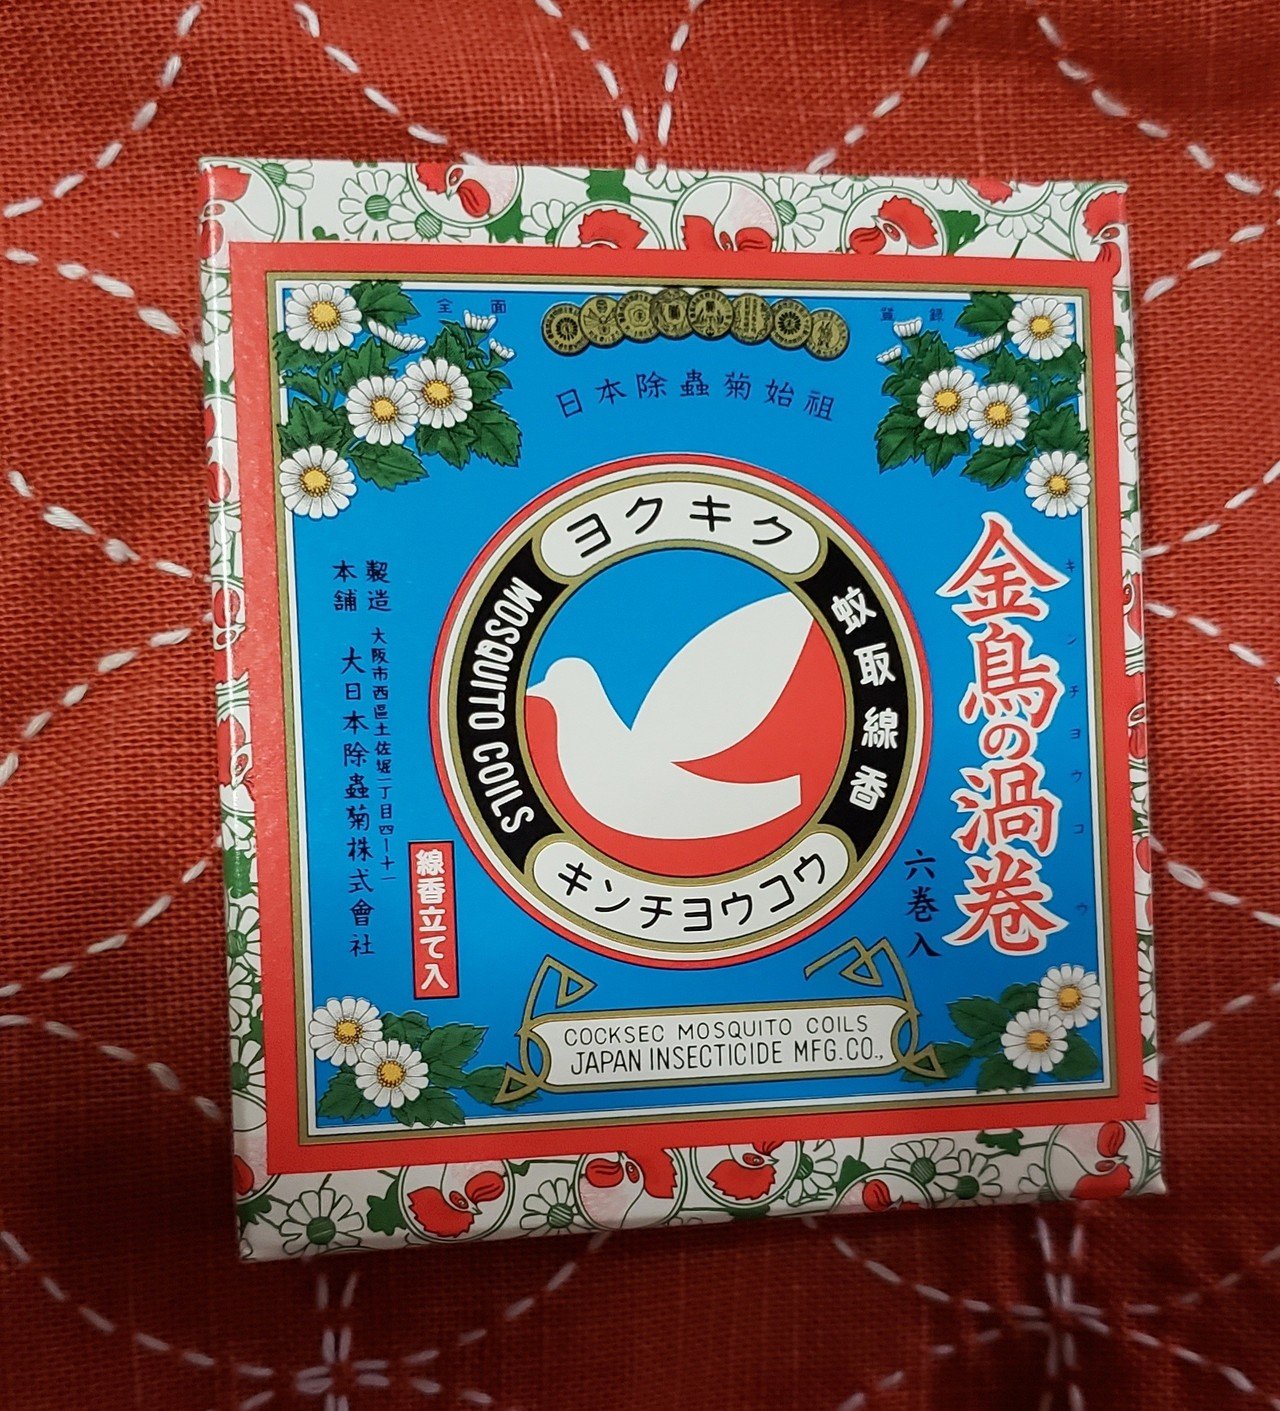 全面
登録
日本除蟲菊始祖
ヨクキク
蚊取線香
MOSQUITO COILS
キンチヨウコウ
金鳥の渦巻
キンチヨウコウ
六巻入
製造
本舗
大阪市西區土佐堀一丁目四ー十一
大日本除蟲菊株式會社
線香立て入
COCKSEC MOSQUITO COILS
JAPAN INSECTICIDE MFG.CO.,